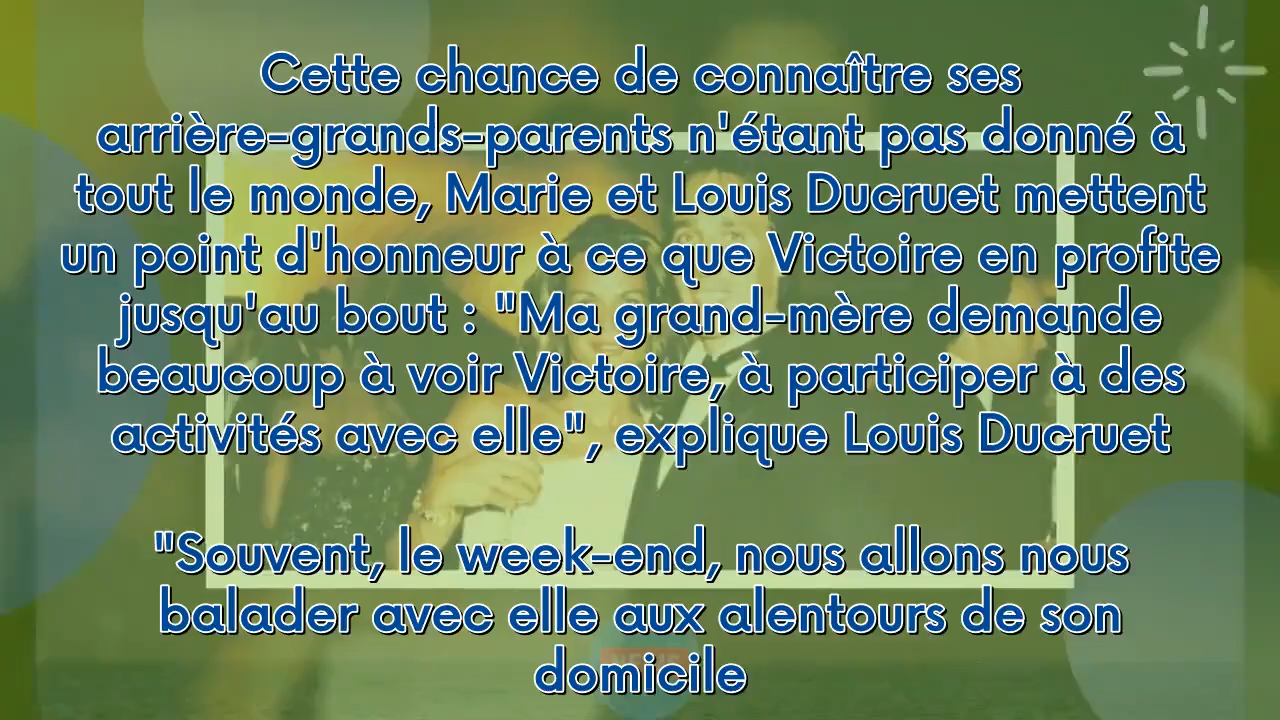 Cette chance de connaître ses
arrière-grands-parents n'étant pas donné à
tout le monde, Marie et Louis Ducruet mettent
un point d'honneur à ce que Victoire en profite
jusqu'au bout : "Ma grand-mère demande
beaucoup à voir Victoire, à participer à des
activités avec elle", explique Louis Ducruet
"Souvent, le week-end, nous allons nous
balader avec elle aux alentours de son
domicile